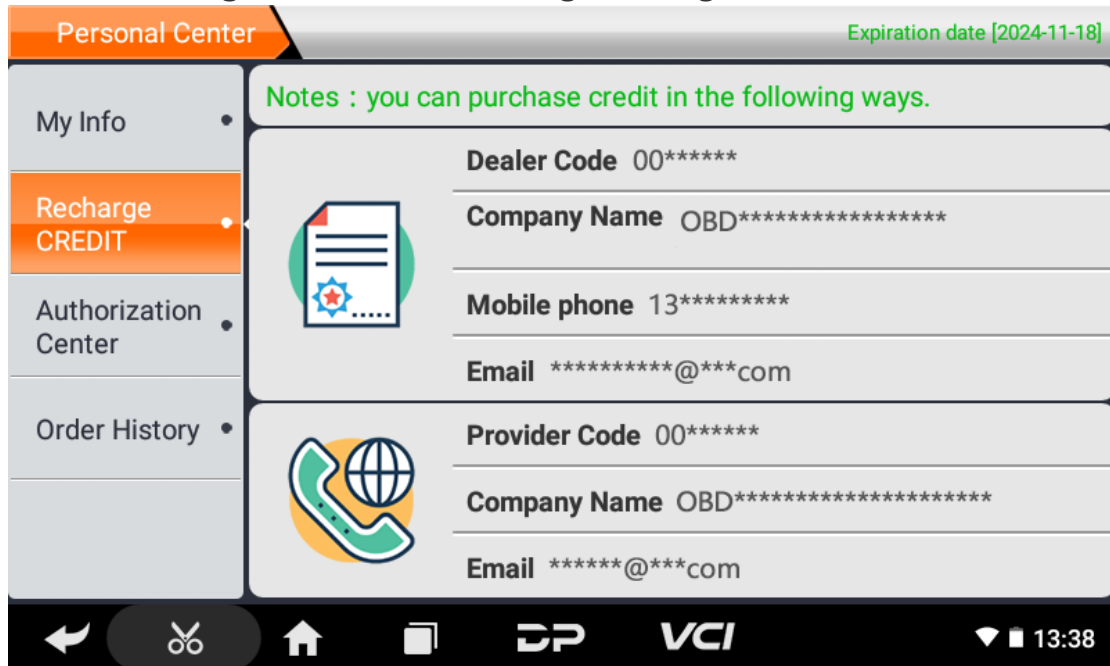 Personal Center
Expiration date [2024-11-18]
My Info
Recharge
CREDIT
Authorization
Center
Order History
Notes : you can purchase credit in the following ways.
Dealer Code 00******
Company Name OBD*****************
Mobile phone 13*********
Email **********@***com
Provider Code 00******
Company Name OBD*********************
Email ******@***com
DP
VCI
13:38